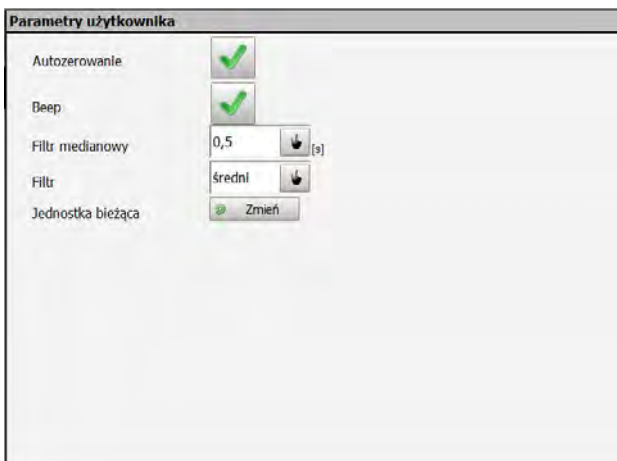 Parametry użytkownika
Autozerowanie
Beep
Filtr medianowy 0,5 [s]
Filtr średni
Jednostka bieżąca Zmień